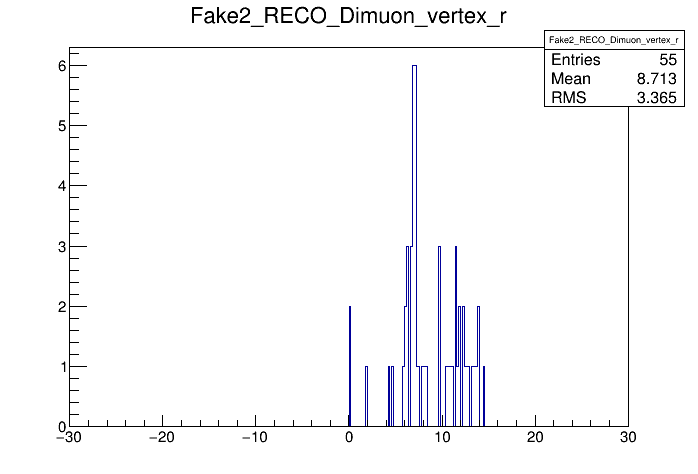 Fake2_RECO_Dimuon_vertex_r
Fake2_RECO_Dimuon_vertex_r
Entries 55
Mean 8.713
RMS 3.365
6
5
4
3
2
1
0
−30 −20 −10 0 10 20 30